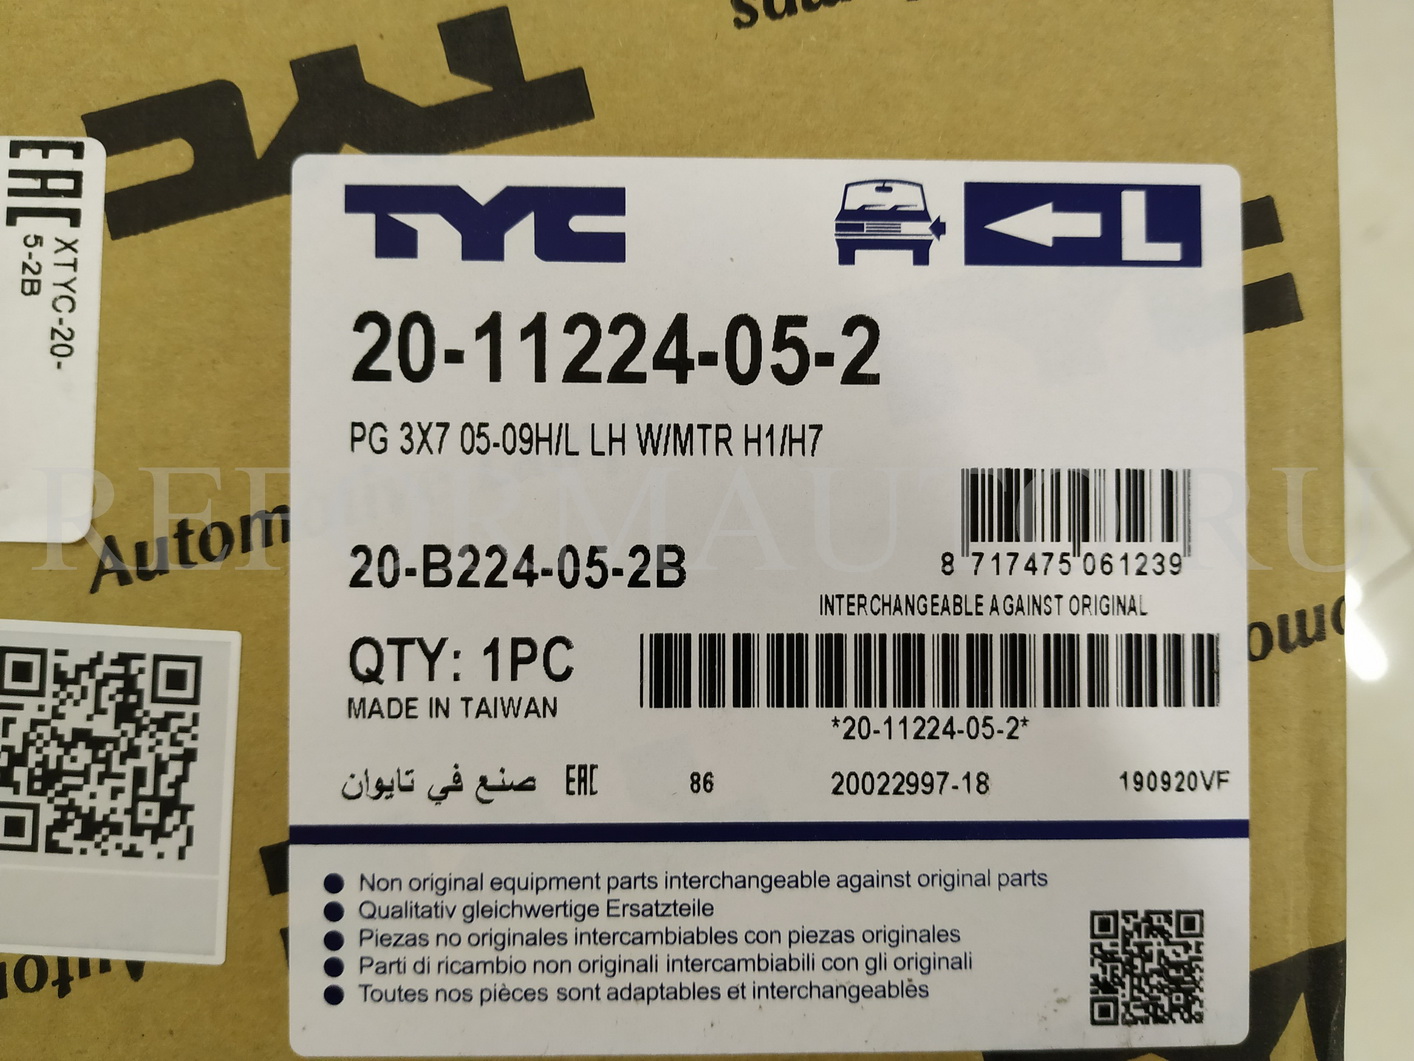 TYC
L
20-11224-05-2
PG 3X7 05-09H/L LH W/MTR H1/H7
20-B224-05-2B
8 717475 061239
INTERCHANGEABLE AGAINST ORIGINAL
QTY: 1PC
MADE IN TAIWAN
*20-11224-05-2*
صنع في تايوان EAC 86 20022997-18 190920VF
Non original equipment parts interchangeable against original parts
Qualitativ gleichwertige Ersatzteile
Piezas no originales intercambiables con piezas originales
Parti di ricambio non originali intercambiabili con gli originali
Toutes nos pièces sont adaptables et interchangeables
EAC
XTYC-20-
5-2B
TYC
Autom
REFORMAUTO.RU